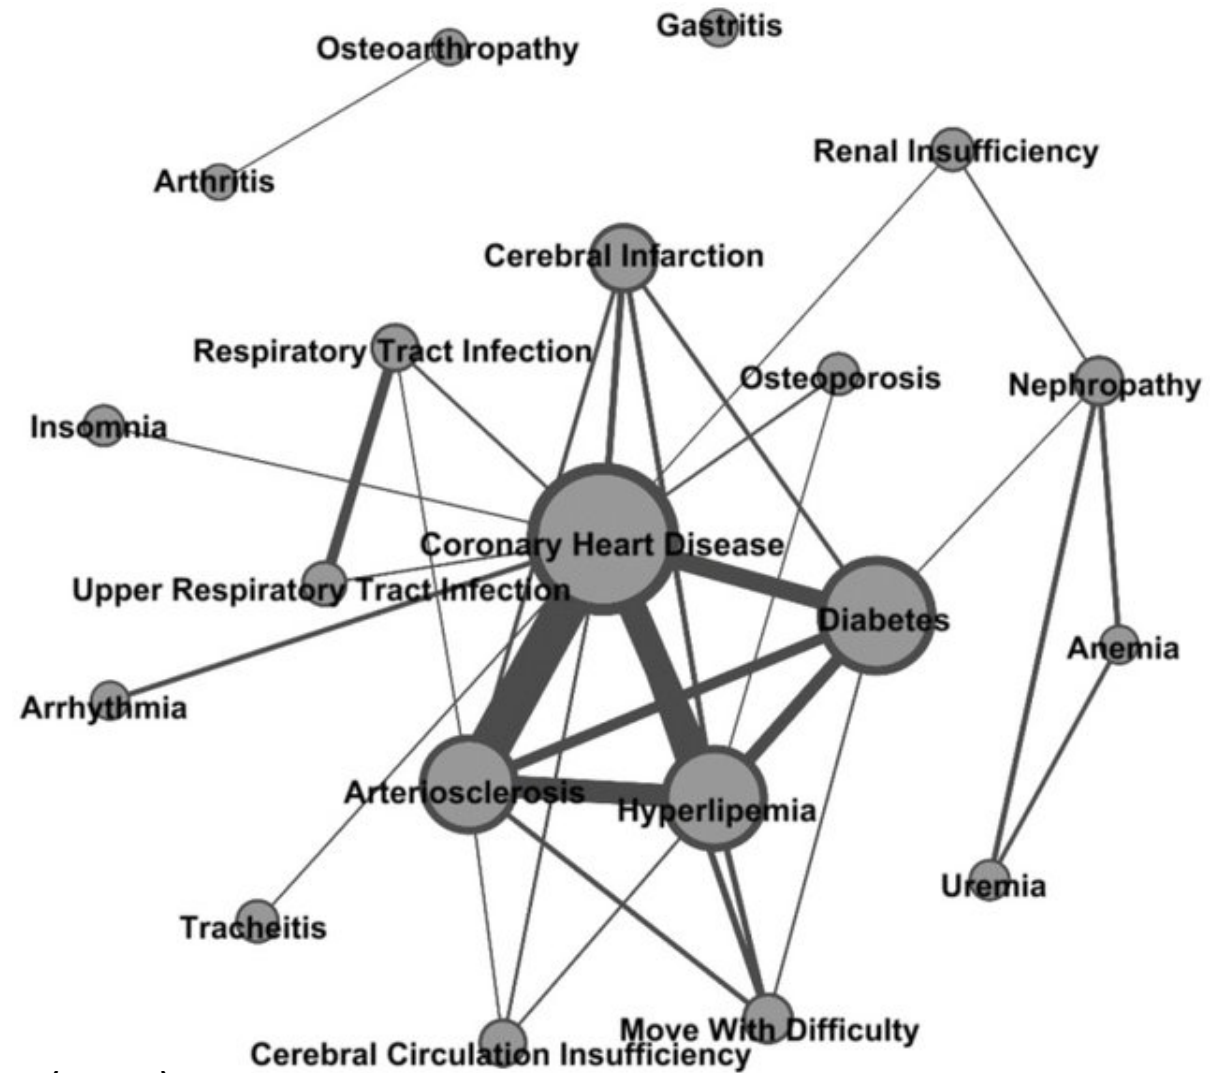 Gastritis
Osteoarthropathy
Renal Insufficiency
Arthritis
Cerebral Infarction
Respiratory Tract Infection
Osteoporosis
Nephropathy
Insomnia
Coronary Heart Disease
Upper Respiratory Tract Infection
Diabetes
Anemia
Arrhythmia
Arteriosclerosis
Hyperlipemia
Uremia
Tracheitis
Move With Difficulty
Cerebral Circulation Insufficiency